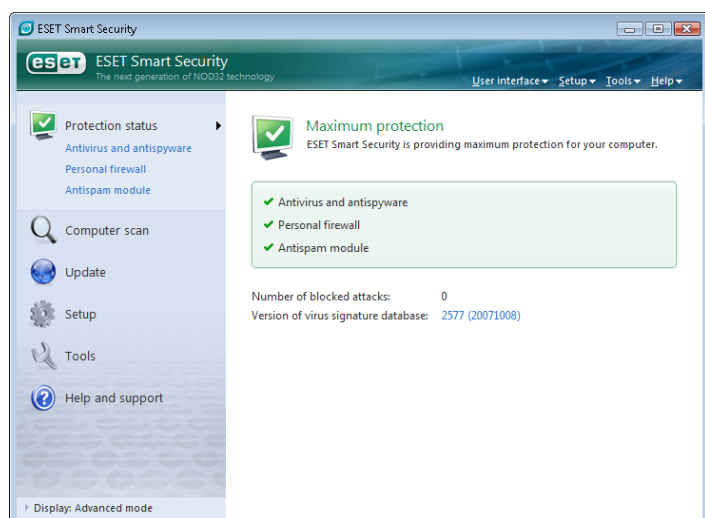 ESET Smart Security
eset
ESET Smart Security
The next generation of NOD32 technology
User interface Setup Tools Help
Protection status
Antivirus and antispyware
Personal firewall
Antispam module
Computer scan
Update
Setup
Tools
Help and support
Display: Advanced mode
Maximum protection
ESET Smart Security is providing maximum protection for your computer.
Antivirus and antispyware
Personal firewall
Antispam module
Number of blocked attacks: 0
Version of virus signature database: 2577 (20071008)